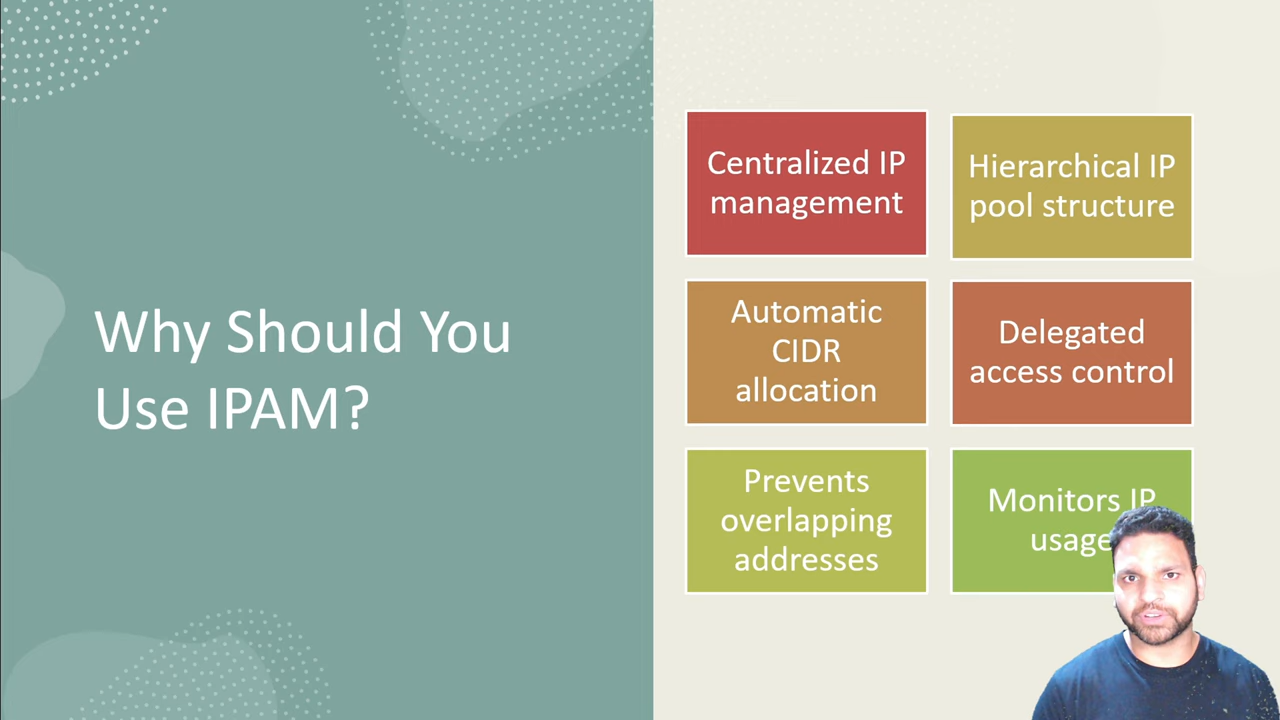 Why Should You
Use IPAM?
Centralized IP
management
Hierarchical IP
pool structure
Automatic
CIDR
allocation
Delegated
access control
Prevents
overlapping
addresses
Monitors IP
usage